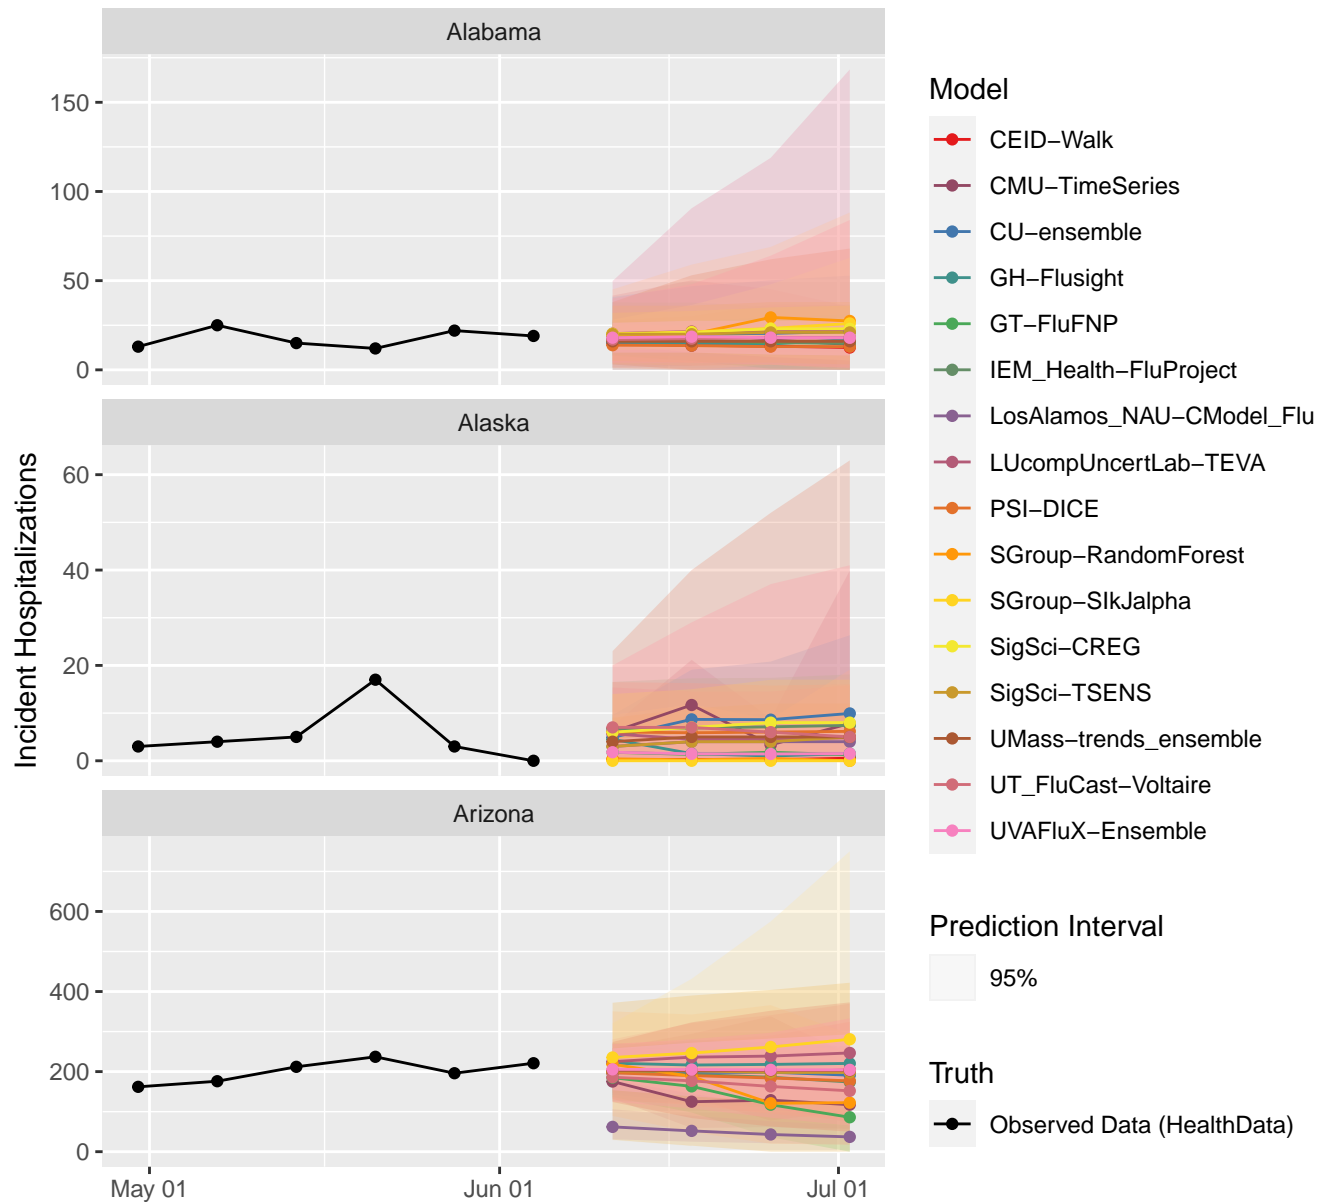 Alabama
150
100
50
0
Alaska
60
40
20
0
Arizona
600
400
200
0
May 01
Jun 01
Jul 01
Incident Hospitalizations
Model
CEID−Walk
CMU−TimeSeries
CU−ensemble
GH−Flusight
GT−FluFNP
IEM_Health−FluProject
LosAlamos_NAU−CModel_Flu
LUcompUncertLab−TEVA
PSI−DICE
SGroup−RandomForest
SGroup−SIkJalpha
SigSci−CREG
SigSci−TSENS
UMass−trends_ensemble
UT_FluCast−Voltaire
UVAFluX−Ensemble
Prediction Interval
95%
Truth
Observed Data (HealthData)